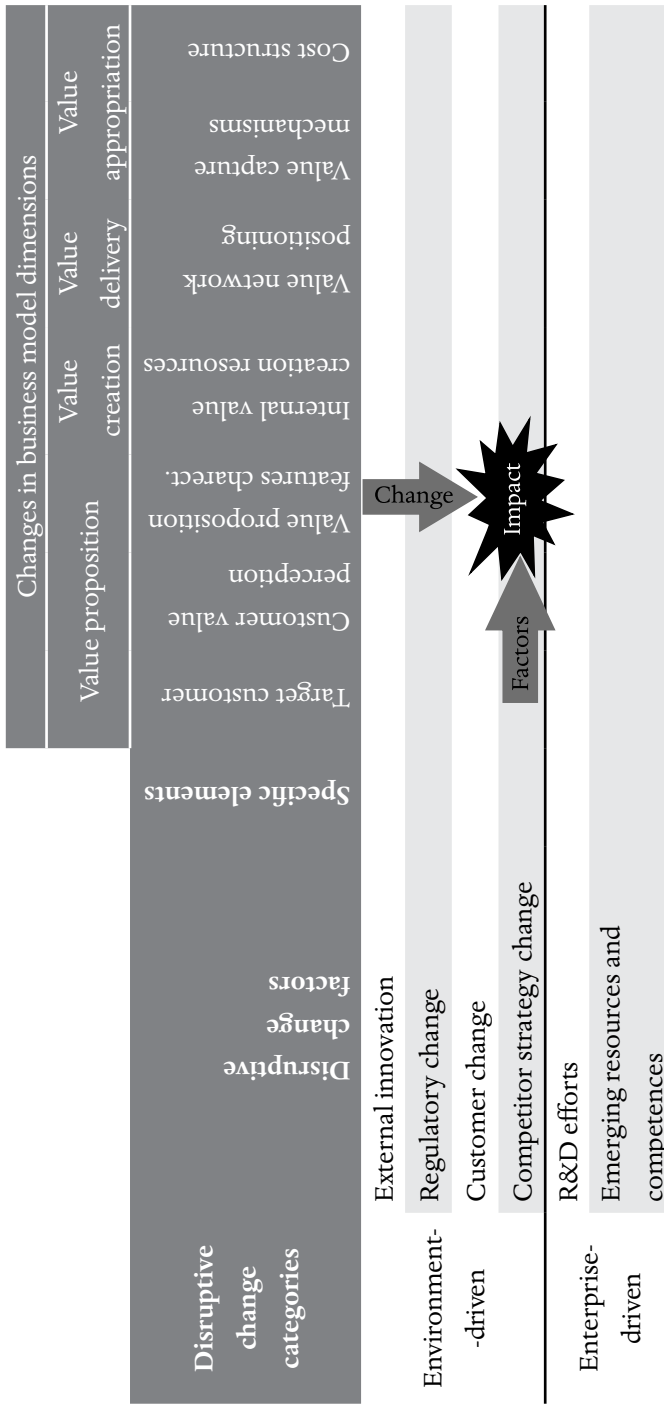 Changes in business model dimensions
Value proposition
Value
creation
Value
delivery
Value
appropriation
Disruptive
change
categories
Disruptive
change
factors
Specific elements
Target customer
Customer value
perception
Value proposition
features charect.
Internal value
creation resources
Value network
positioning
Value capture
mechanisms
Cost structure
Environment-
-driven
External innovation
Regulatory change
Customer change
Competitor strategy change
Change
Factors
Impact
Enterprise-
driven
R&D efforts
Emerging resources and
competences